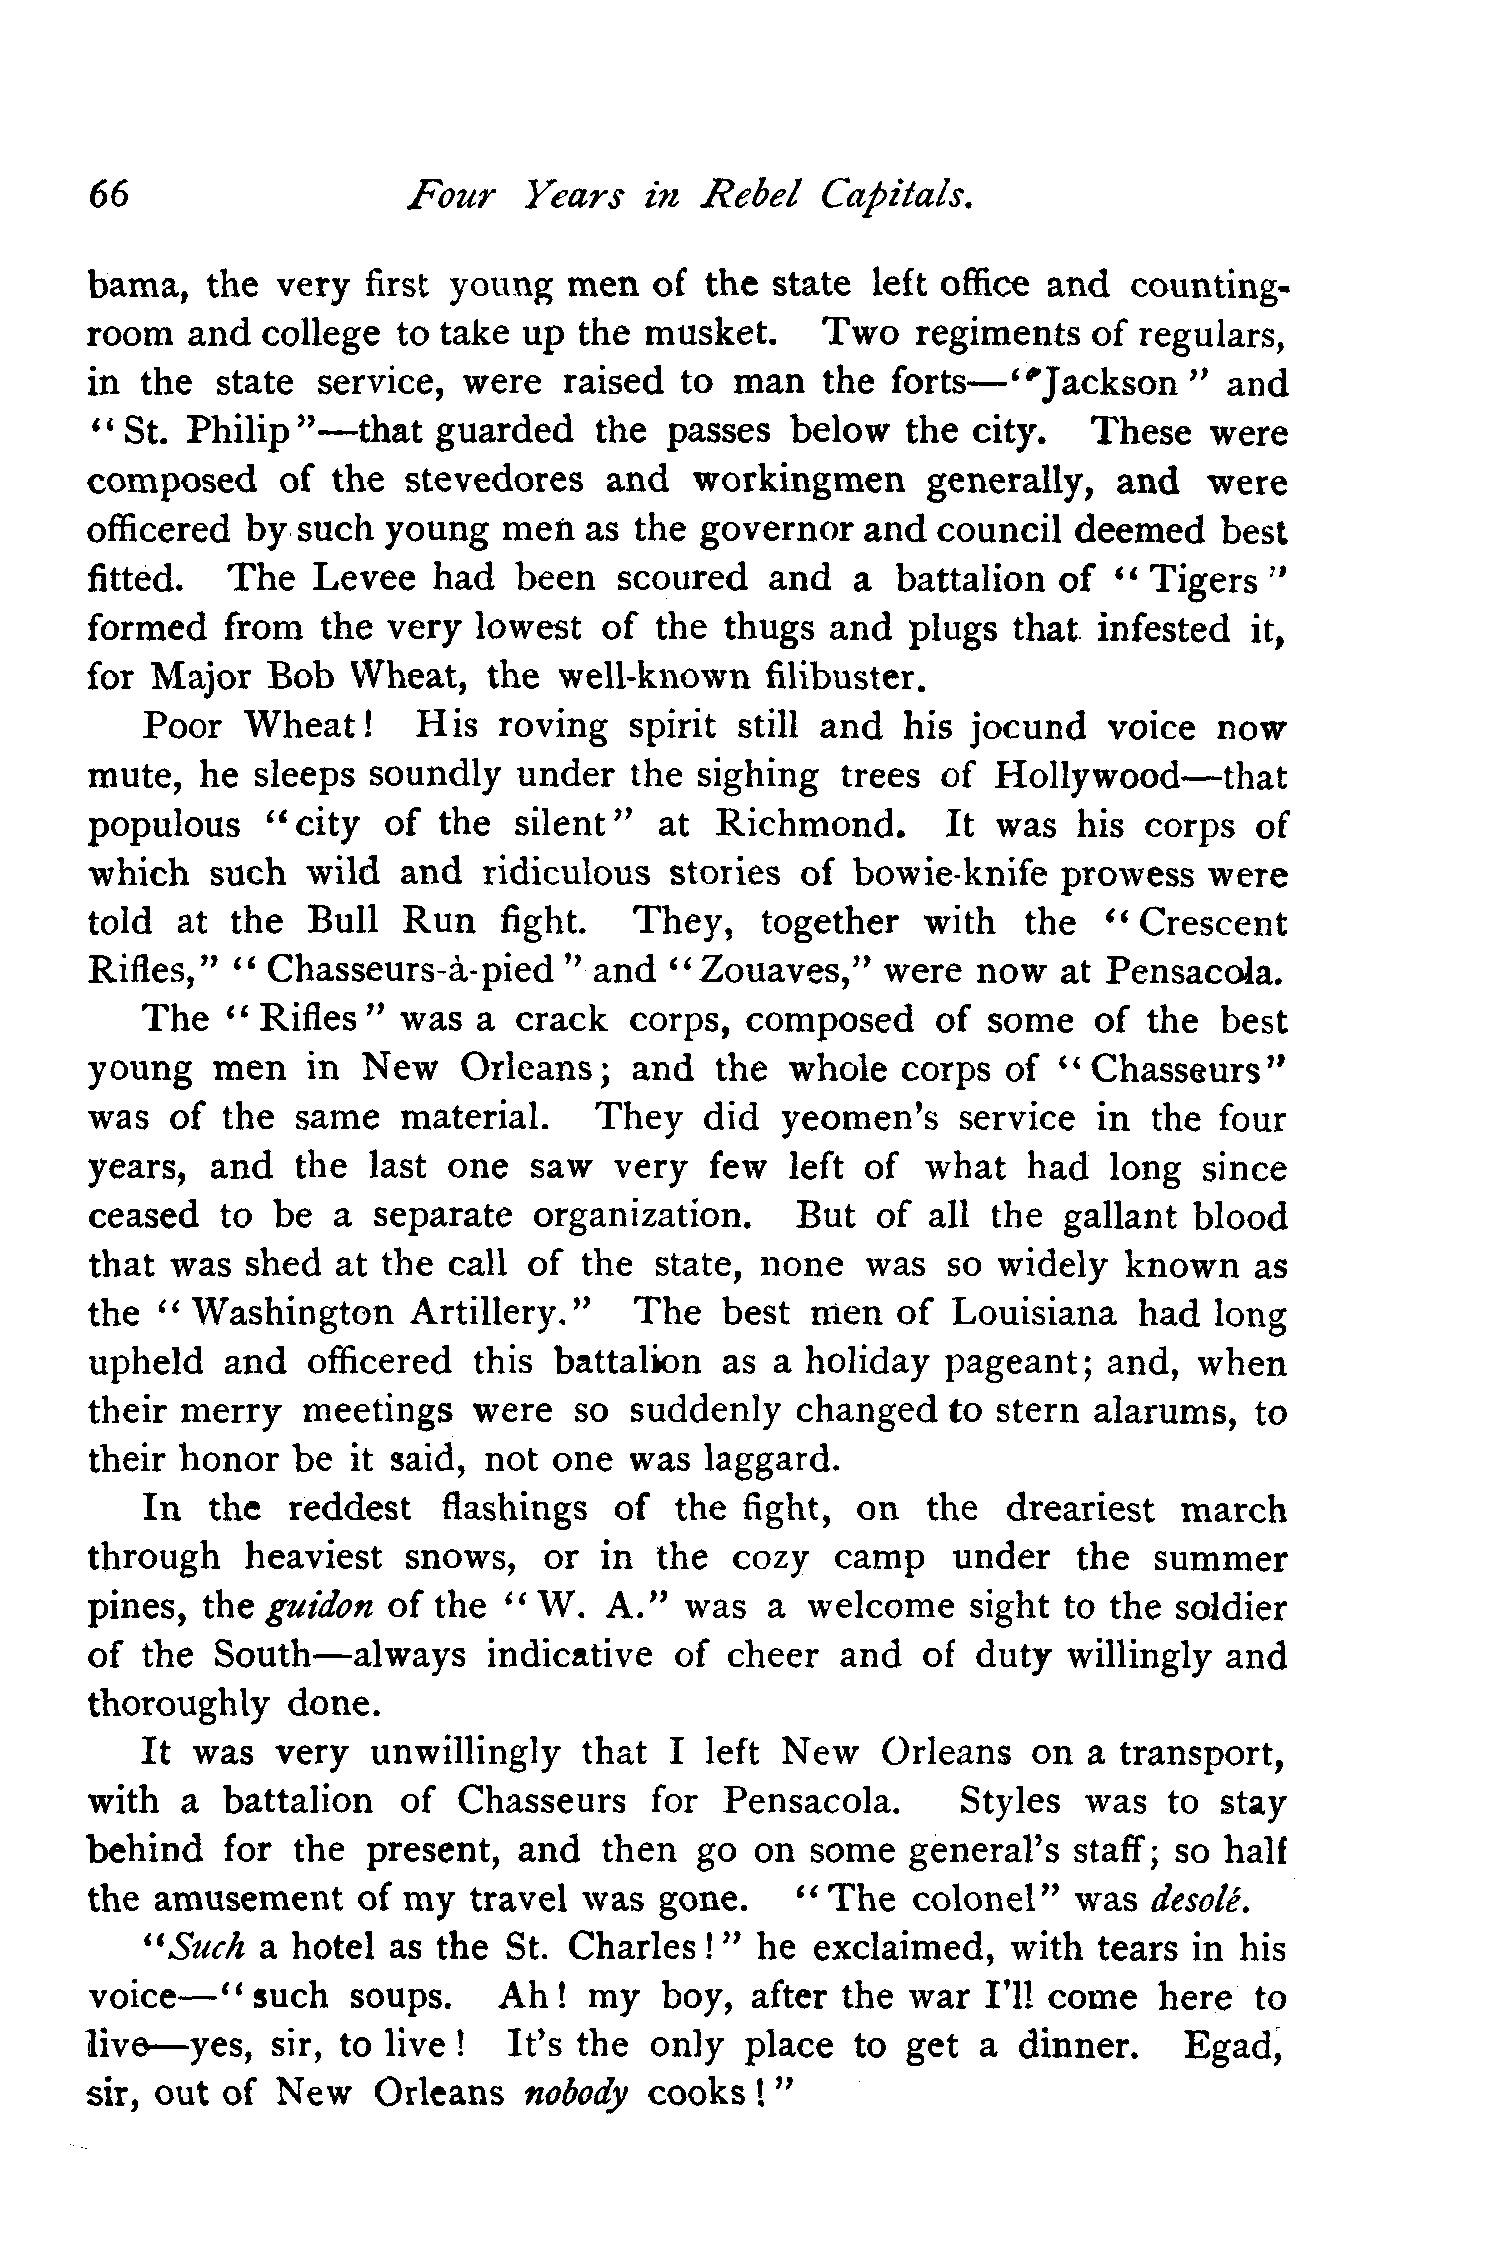 66 Four Years in Rebel Capitals.
bama, the very first young men of the state left office and counting-
room and college to take up the musket. Two regiments of regulars,
in the state service, were raised to man the forts—"Jackson" and
"St. Philip"—that guarded the passes below the city. These were
composed of the stevedores and workingmen generally, and were
officered by such young men as the governor and council deemed best
fitted. The Levee had been scoured and a battalion of "Tigers"
formed from the very lowest of the thugs and plugs that infested it,
for Major Bob Wheat, the well-known filibuster.
Poor Wheat! His roving spirit still and his jocund voice now
mute, he sleeps soundly under the sighing trees of Hollywood—that
populous "city of the silent" at Richmond. It was his corps of
which such wild and ridiculous stories of bowie-knife prowess were
told at the Bull Run fight. They, together with the "Crescent
Rifles," "Chasseurs-à-pied" and "Zouaves," were now at Pensacola.
The "Rifles" was a crack corps, composed of some of the best
young men in New Orleans; and the whole corps of "Chasseurs"
was of the same material. They did yeomen's service in the four
years, and the last one saw very few left of what had long since
ceased to be a separate organization. But of all the gallant blood
that was shed at the call of the state, none was so widely known as
the "Washington Artillery." The best men of Louisiana had long
upheld and officered this battalion as a holiday pageant; and, when
their merry meetings were so suddenly changed to stern alarums, to
their honor be it said, not one was laggard.
In the reddest flashings of the fight, on the dreariest march
through heaviest snows, or in the cozy camp under the summer
pines, the guidon of the "W. A." was a welcome sight to the soldier
of the South—always indicative of cheer and of duty willingly and
thoroughly done.
It was very unwillingly that I left New Orleans on a transport,
with a battalion of Chasseurs for Pensacola. Styles was to stay
behind for the present, and then go on some general's staff; so half
the amusement of my travel was gone. "The colonel" was desolé.
"Such a hotel as the St. Charles!" he exclaimed, with tears in his
voice—"such soups. Ah! my boy, after the war I'll come here to
live—yes, sir, to live! It's the only place to get a dinner. Egad,
sir, out of New Orleans nobody cooks!"